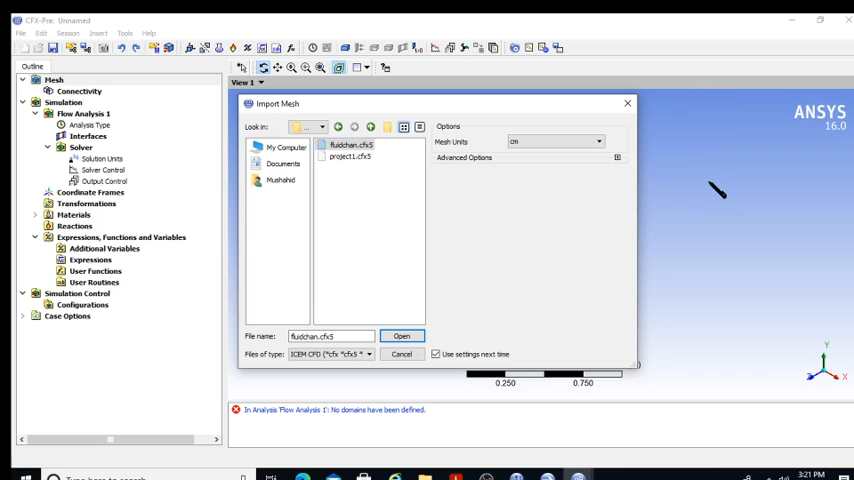 CFX-Pre: Unnamed
File Edit Session Insert Tools Help
Outline
Mesh
Connectivity
Simulation
Flow Analysis 1
Analysis Type
Interfaces
Solver
Solution Units
Solver Control
Output Control
Coordinate Frames
Transformations
Materials
Reactions
Expressions, Functions and Variables
Additional Variables
Expressions
User Functions
User Routines
Simulation Control
Configurations
Case Options
View 1
ANSYS
16.0
Import Mesh
Look in: ...
My Computer
Documents
Mushahid
fluidchan.cfx5
project1.cfx5
File name: fluidchan.cfx5 Open
Files of type: ICEM CFD (*cfx *cfx5 * Cancel
Options
Mesh Units cm
Advanced Options
Use settings next time
0.250 0.750
Y
Z X
In Analysis 'Flow Analysis 1': No domains have been defined.
Type here to search
3:21 PM